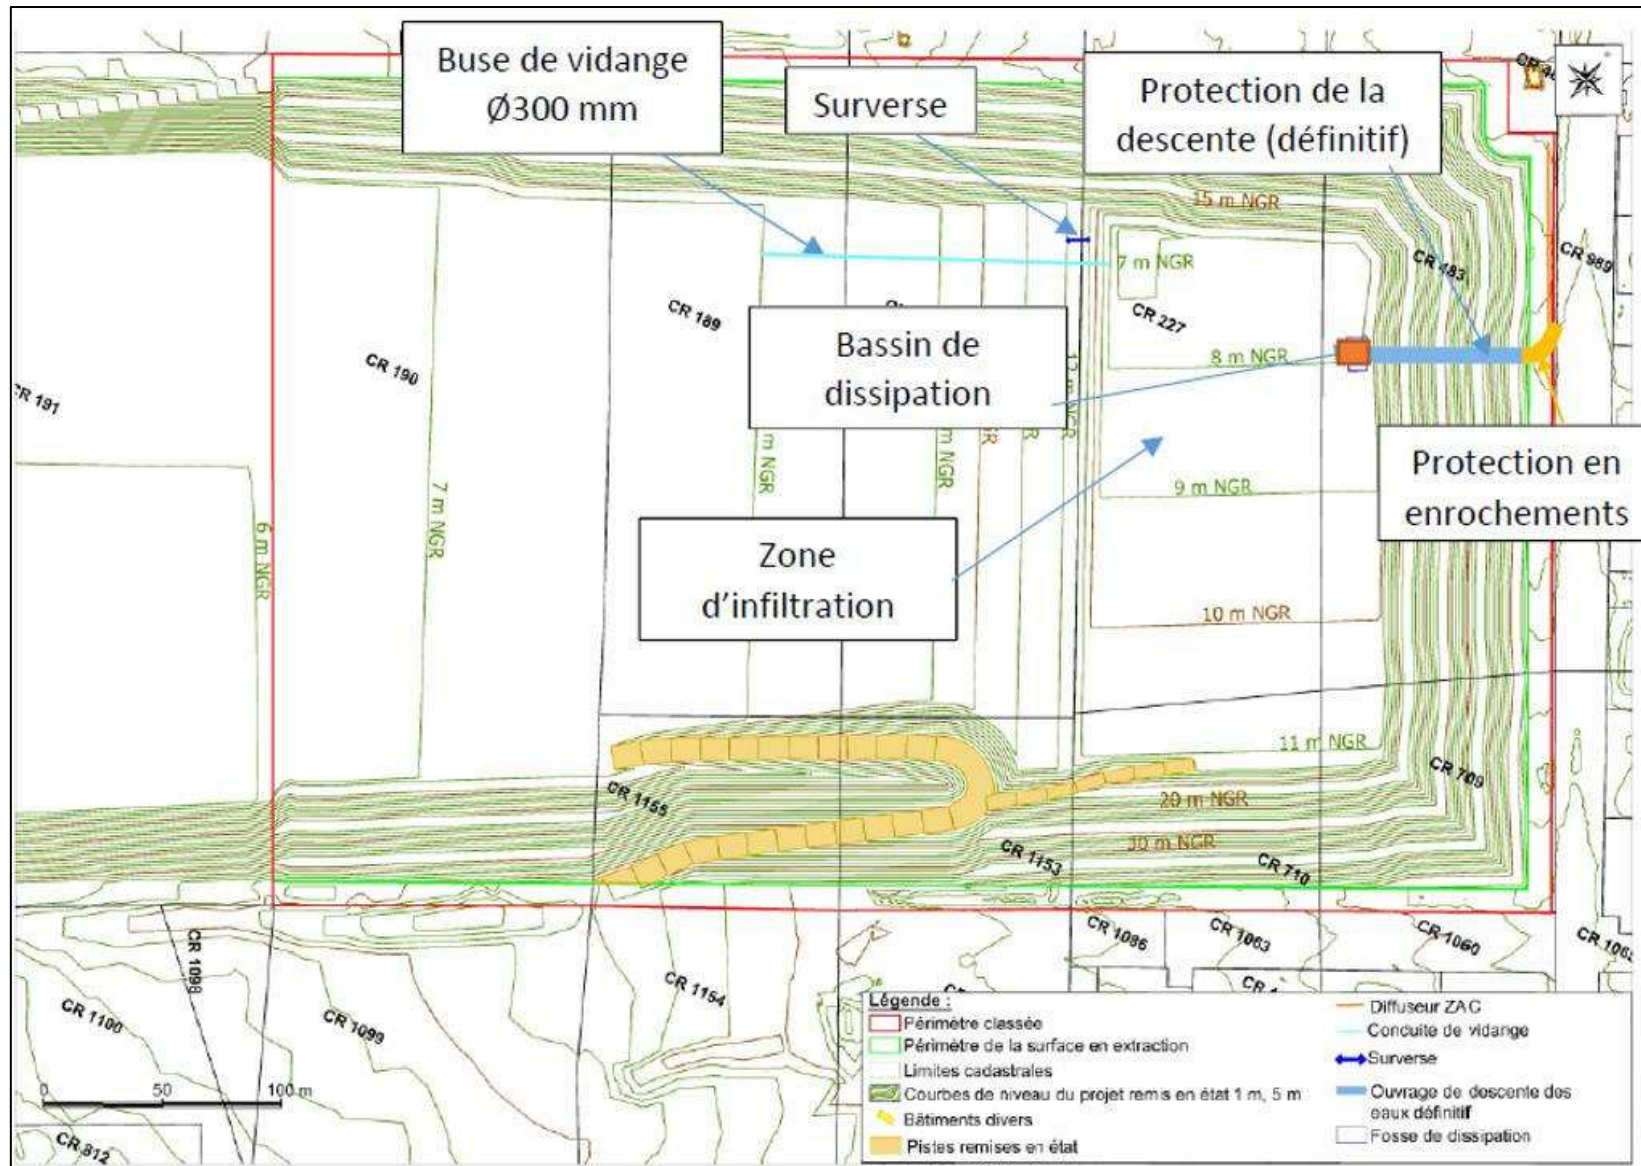 Buse de vidange
Ø300 mm
Surverse
Protection de la
descente (définitif)
15 m NGR
CR 483
CR 989
7 m NGR
CR 189
CR 227
CR 190
CR 191
Bassin de
dissipation
8 m NGR
Protection en
enrochements
9 m NGR
m NGR
m NGR
7 m NGR
6 m NGR
Zone
d'infiltration
10 m NGR
11 m NGR
CR 709
CR 1155
20 m NGR
30 m NGR
CR 1153
CR 710
CR 1098
CR 1086
CR 1063
CR 1060
CR 1154
CR 1100
CR 1099
CR 812
0 50 100 m
Légende :
Périmètre classée
Périmètre de la surface en extraction
Limites cadastrales
Courbes de niveau du projet remis en état 1 m, 5 m
Bâtiments divers
Pistes remises en état
Diffuseur ZAC
Conduite de vidange
Surverse
Ouvrage de descente des
eaux définitif
Fosse de dissipation